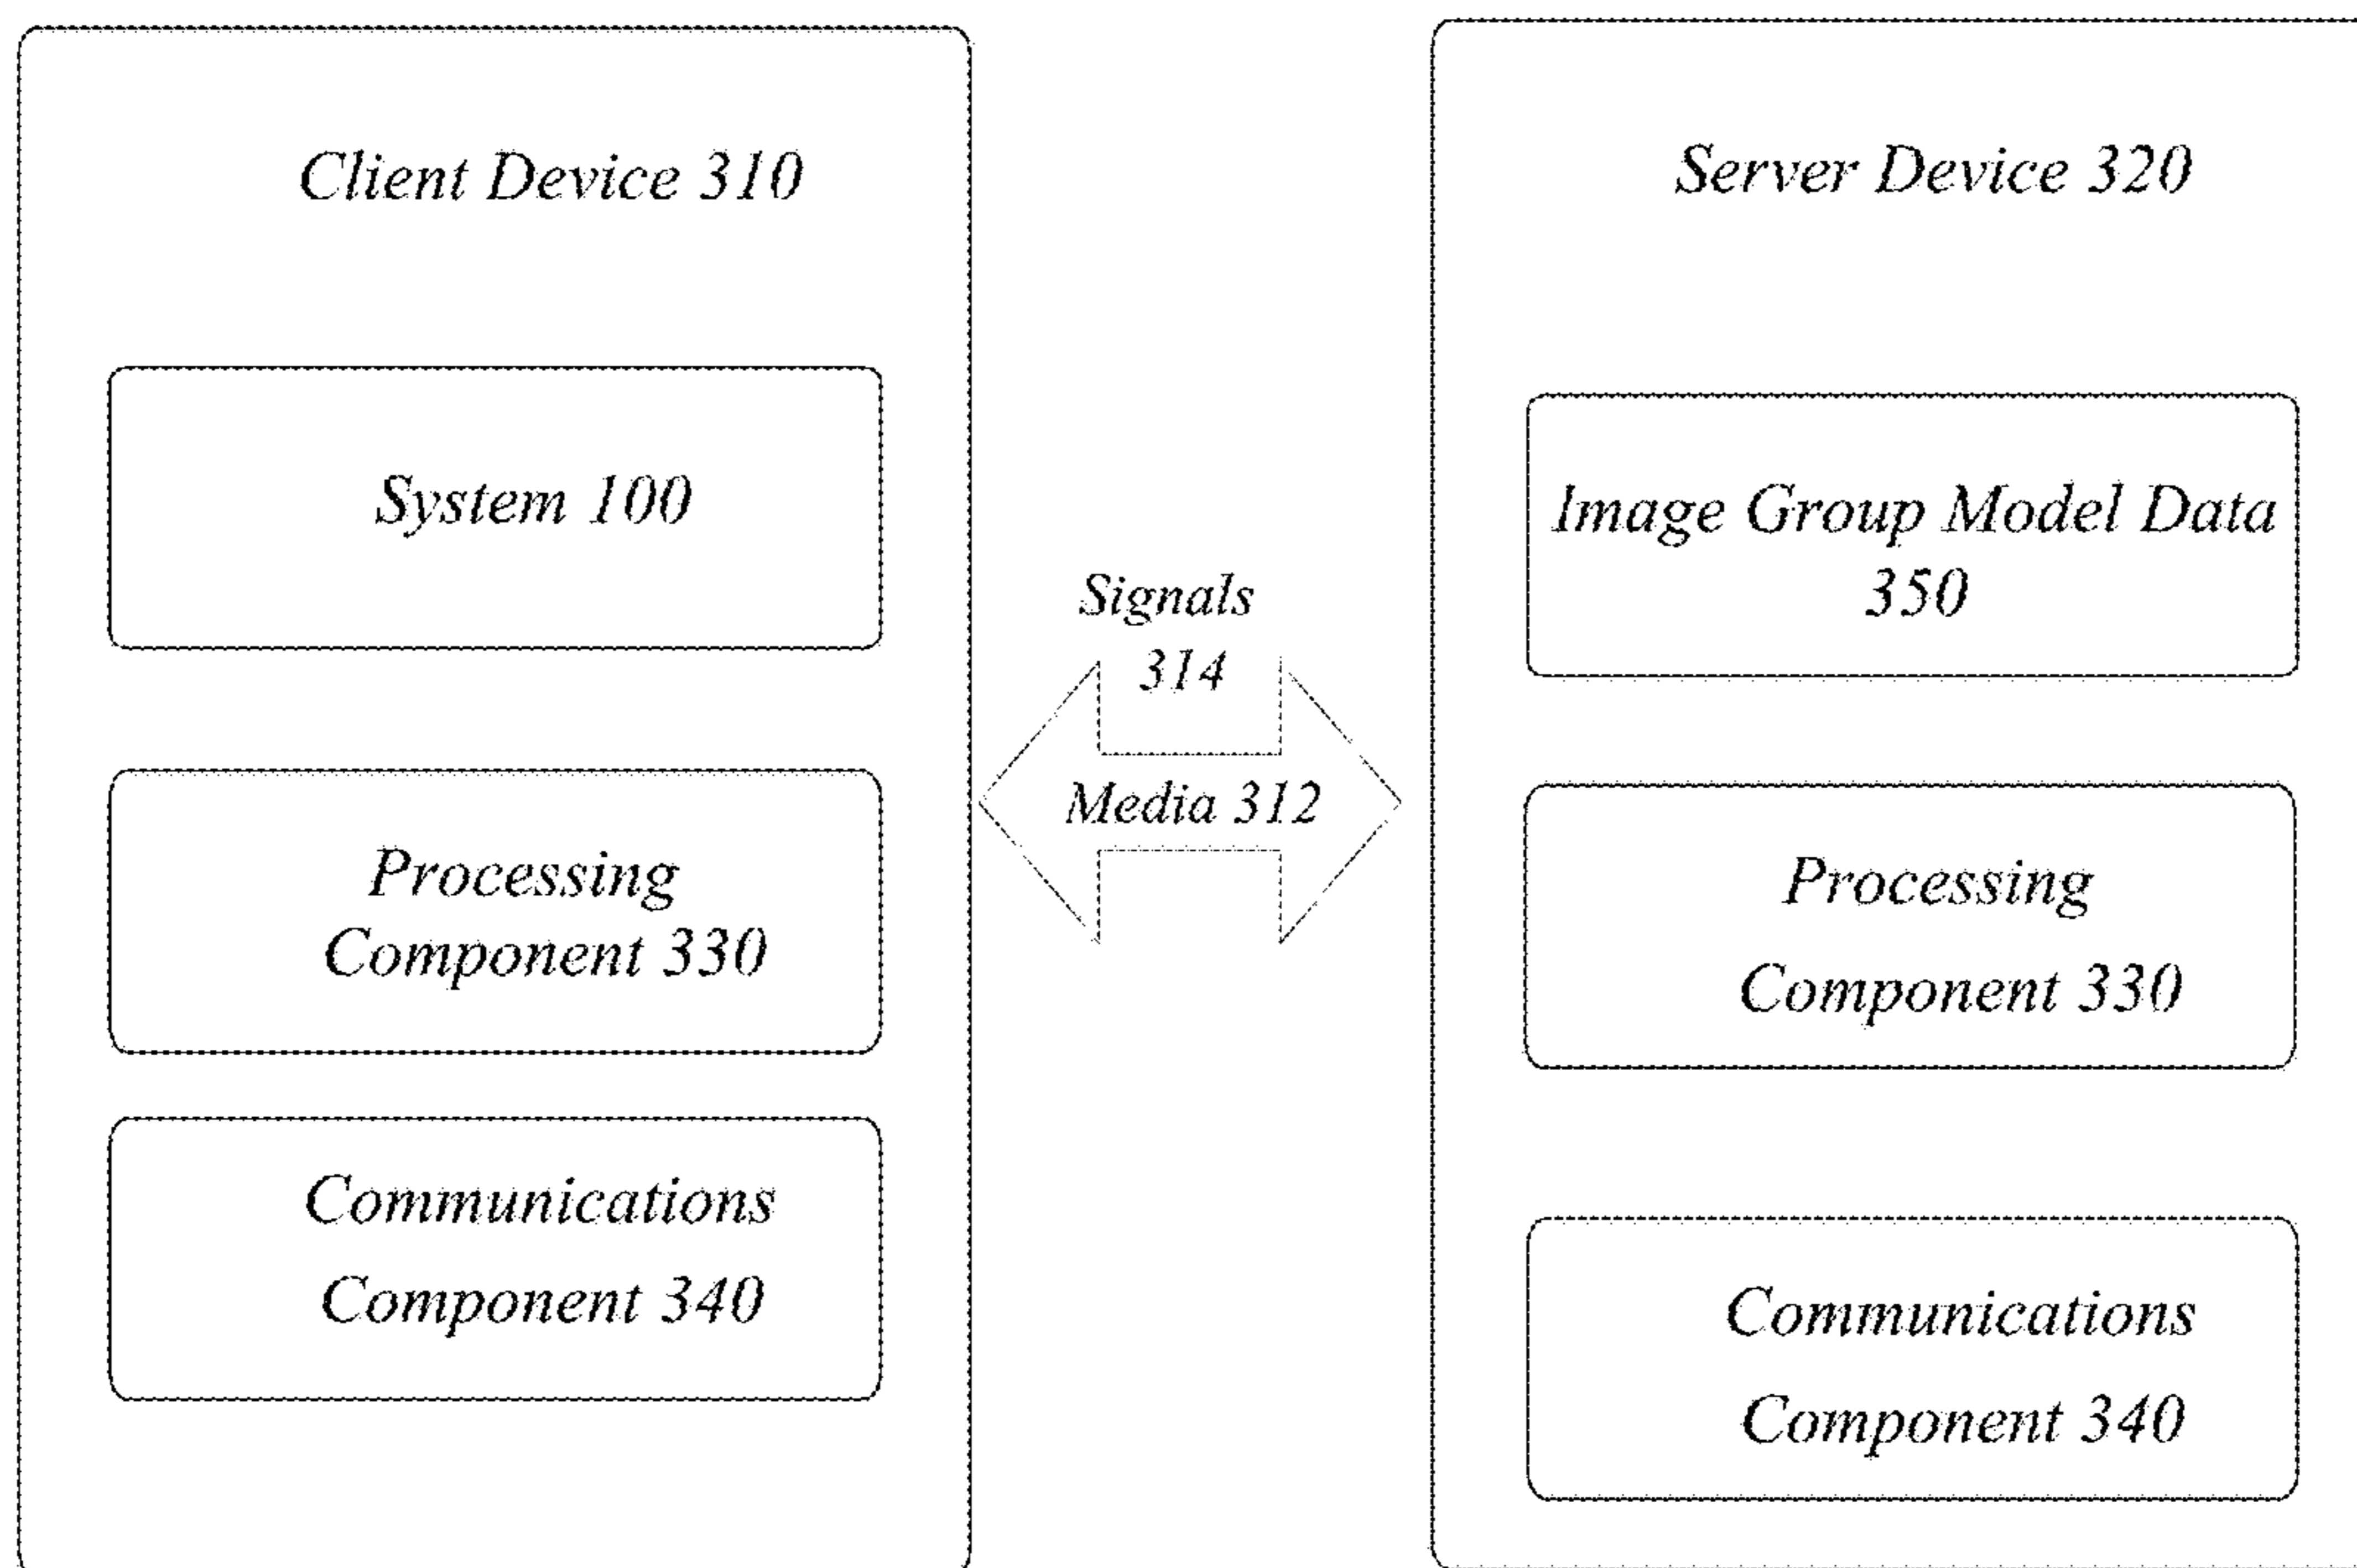 Client Device 310
System 100
Processing
Component 330
Communications
Component 340
Signals
314
Media 312
Server Device 320
Image Group Model Data
350
Processing
Component 330
Communications
Component 340